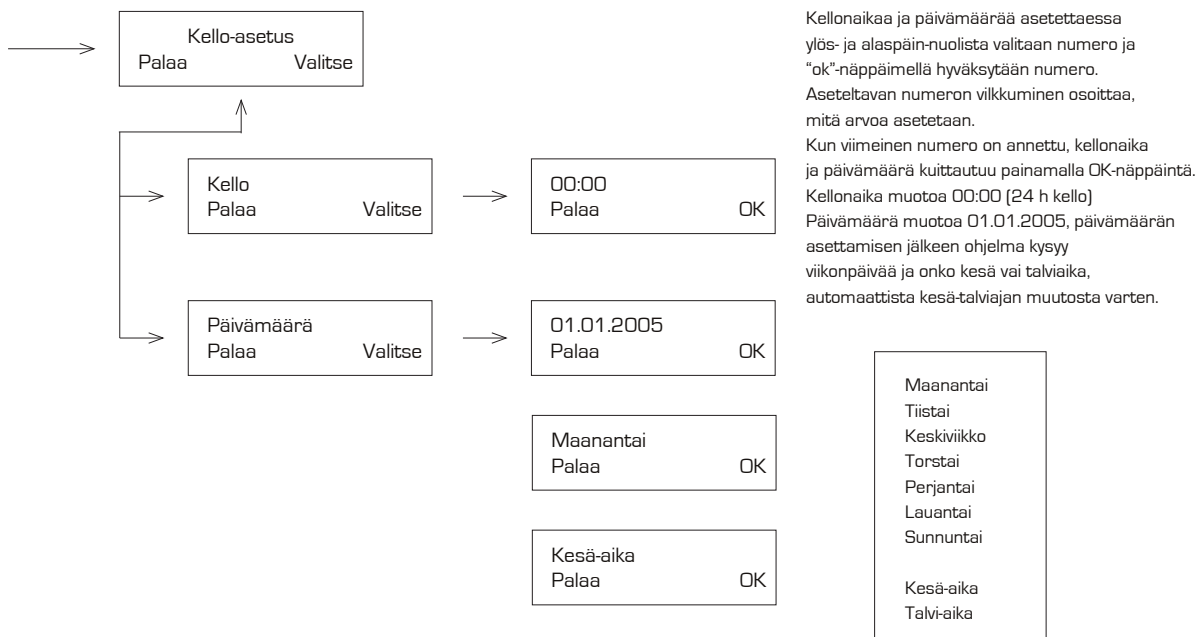 Kello-asetus
Palaa Valitse
Kello
Palaa Valitse
00:00
Palaa OK
Päivämäärä
Palaa Valitse
01.01.2005
Palaa OK
Maanantai
Palaa OK
Kesä-aika
Palaa OK
Kellonaikaa ja päivämäärää asetettaessa
ylös- ja alaspäin-nuolista valitaan numero ja
“ok”-näppäimellä hyväksytään numero.
Aseteltavan numeron vilkkuminen osoittaa,
mitä arvoa asetetaan.
Kun viimeinen numero on annettu, kellonaika
ja päivämäärä kuittautuu painamalla OK-näppäintä.
Kellonaika muotoa 00:00 (24 h kello)
Päivämäärä muotoa 01.01.2005, päivämäärän
asettamisen jälkeen ohjelma kysyy
viikonpäivää ja onko kesä vai talviaika,
automaattista kesä-talviajan muutosta varten.
Maanantai
Tiistai
Keskiviikko
Torstai
Perjantai
Lauantai
Sunnuntai
Kesä-aika
Talvi-aika